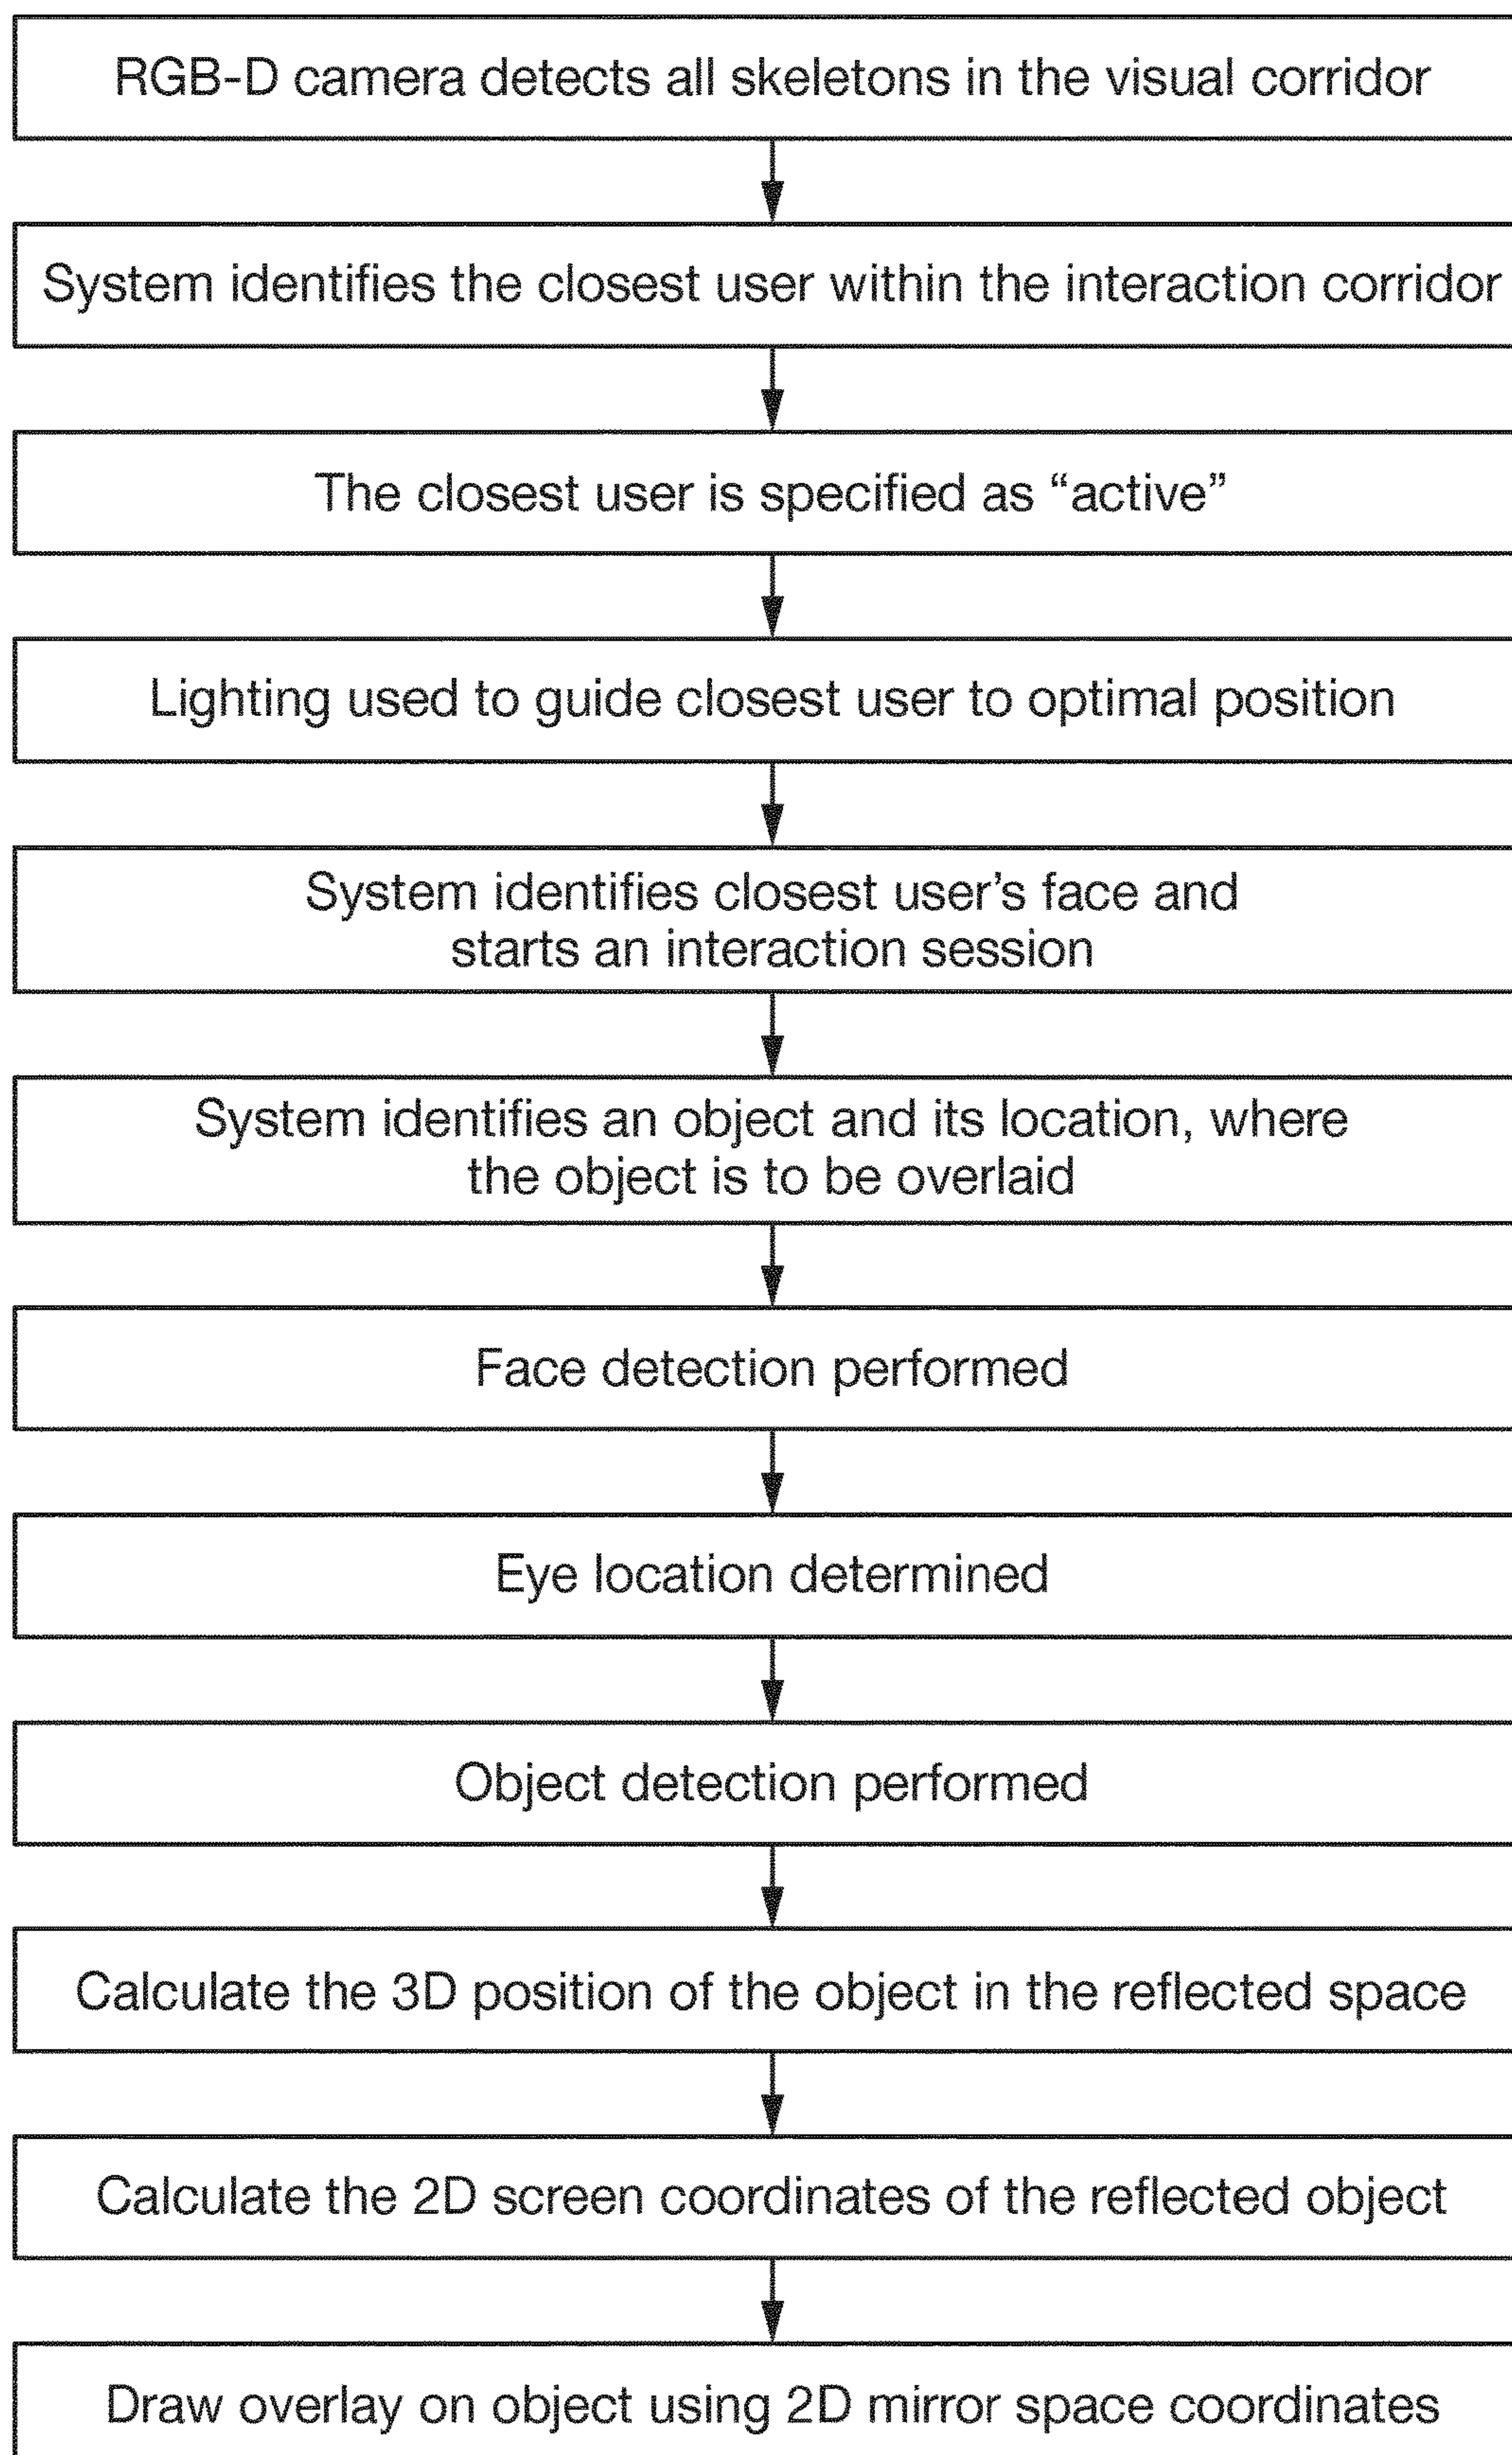 RGB-D camera detects all skeletons in the visual corridor
System identifies the closest user within the interaction corridor
The closest user is specified as “active”
Lighting used to guide closest user to optimal position
System identifies closest user’s face and
starts an interaction session
System identifies an object and its location, where
the object is to be overlaid
Face detection performed
Eye location determined
Object detection performed
Calculate the 3D position of the object in the reflected space
Calculate the 2D screen coordinates of the reflected object
Draw overlay on object using 2D mirror space coordinates